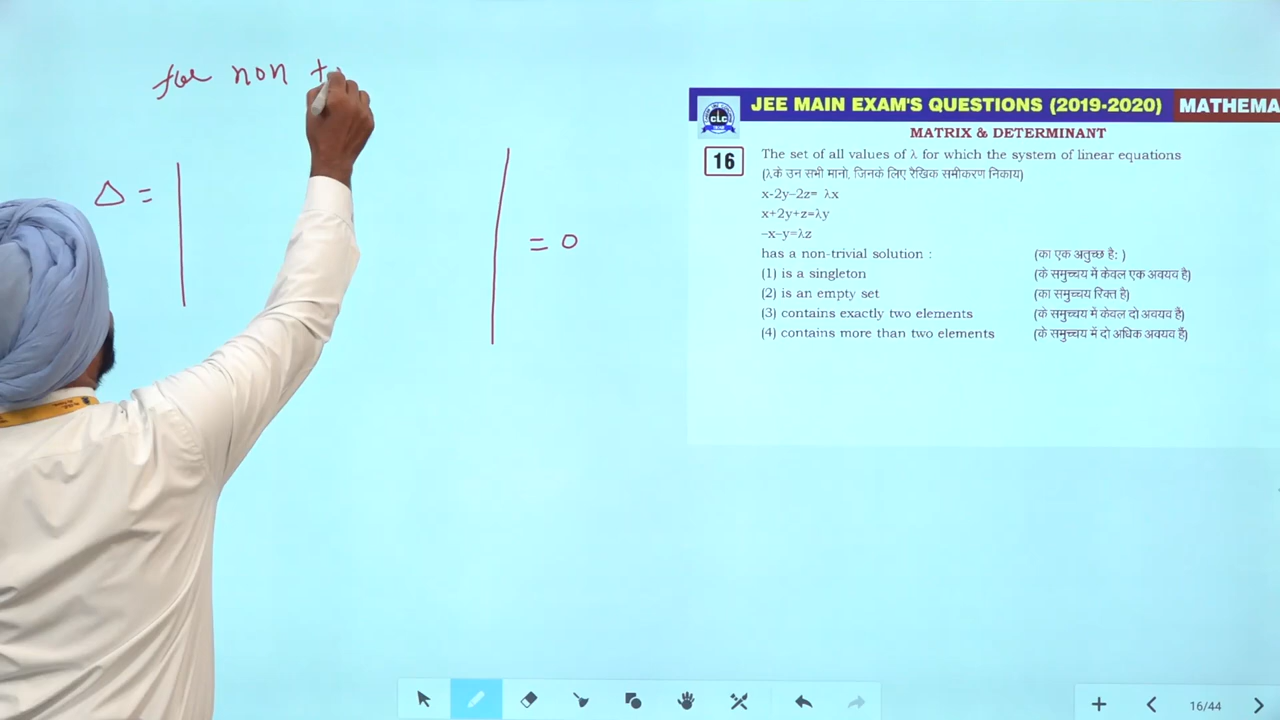 for non t
Δ =
= 0
JEE MAIN EXAM'S QUESTIONS (2019-2020) MATHEMA
CLC
MATRIX & DETERMINANT
16 The set of all values of λ for which the system of linear equations
(λके उन सभी मानो, जिनके लिए रैखिक समीकरण निकाय)
x-2y–2z= λx
x+2y+z=λy
–x–y=λz
has a non-trivial solution : (का एक अतुच्छ है: )
(1) is a singleton (के समुच्चय में केवल एक अवयव है)
(2) is an empty set (का समुच्चय रिक्त है)
(3) contains exactly two elements (के समुच्चय में केवल दो अवयव हैं)
(4) contains more than two elements (के समुच्चय में दो अधिक अवयव हैं)
16/44